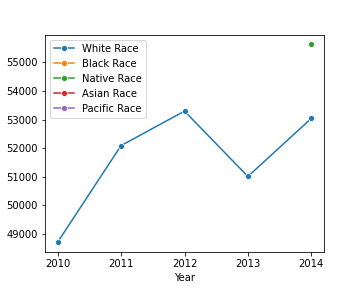 55000
54000
53000
52000
51000
50000
49000
White Race
Black Race
Native Race
Asian Race
Pacific Race
2010 2011 2012 2013 2014
Year